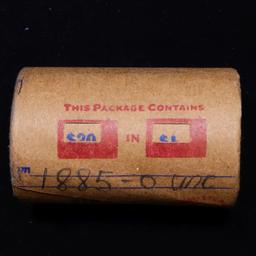 THIS PACKAGE CONTAINS
$20 IN $1
1885-O unc